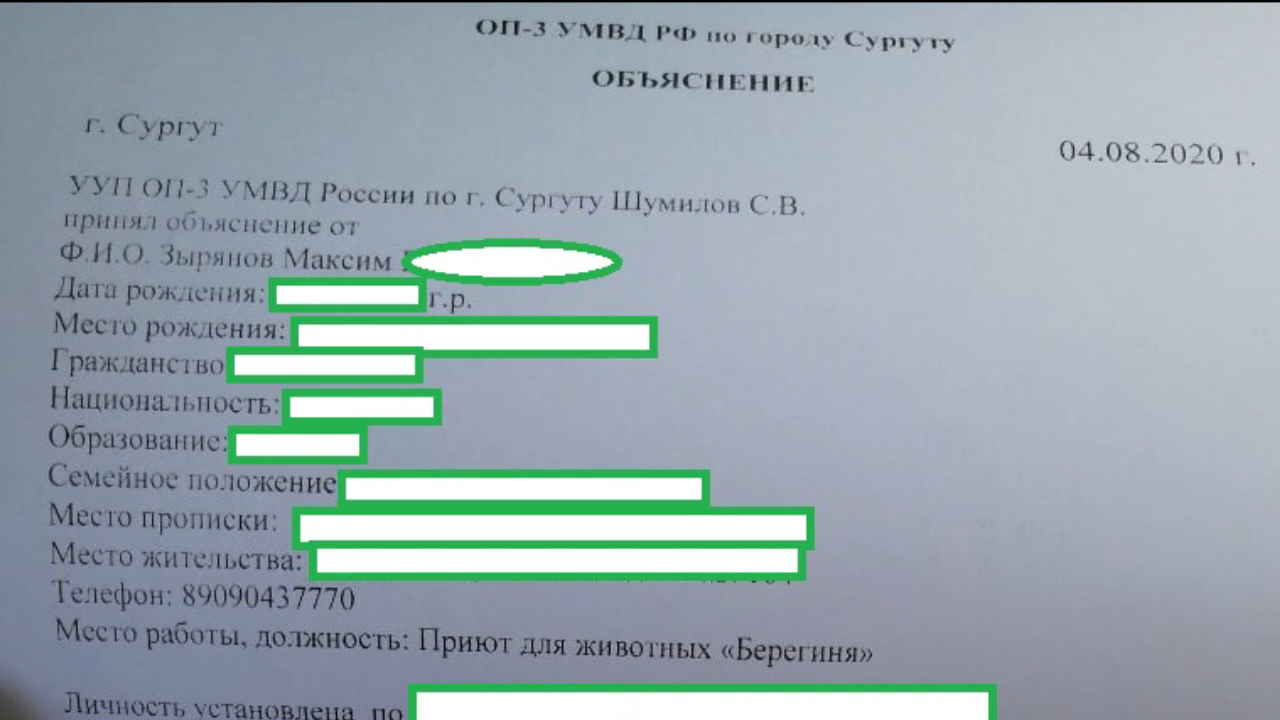 ОП-3 УМВД РФ по городу Сургуту
ОБЪЯСНЕНИЕ
г. Сургут
04.08.2020 г.
УУП ОП-3 УМВД России по г. Сургуту Шумилов С.В.
принял объяснение от
Ф.И.О. Зырянов Максим
Дата рождения: г.р.
Место рождения:
Гражданство
Национальность:
Образование:
Семейное положение
Место прописки:
Место жительства:
Телефон: 89090437770
Место работы, должность: Приют для животных «Берегиня»
Личность установлена по